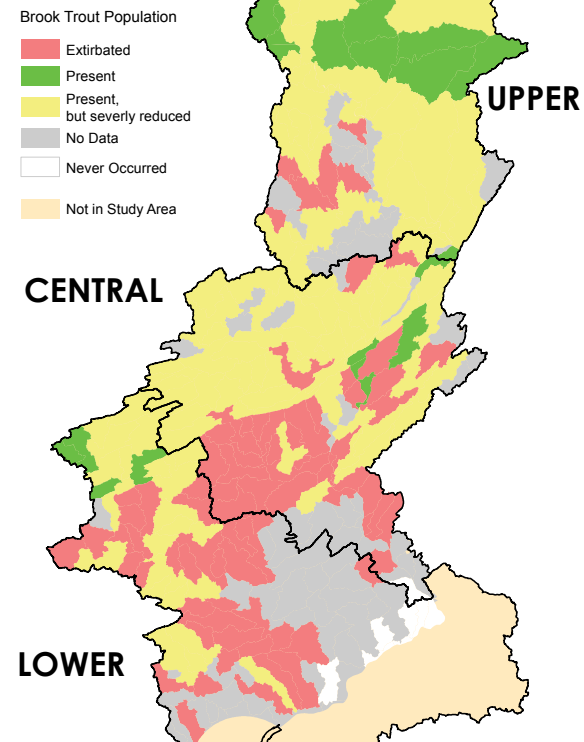 Brook Trout Population
Extirbated
Present
Present,
but severly reduced
No Data
Never Occurred
Not in Study Area
UPPER
CENTRAL
LOWER